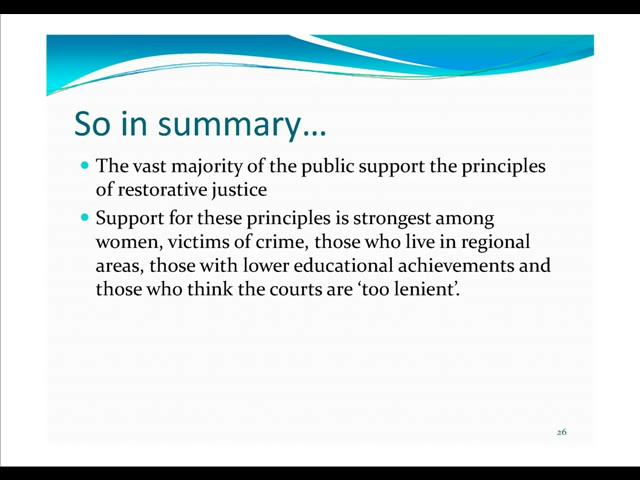 So in summary…
• The vast majority of the public support the principles
of restorative justice
• Support for these principles is strongest among
women, victims of crime, those who live in regional
areas, those with lower educational achievements and
those who think the courts are ‘too lenient’.
26